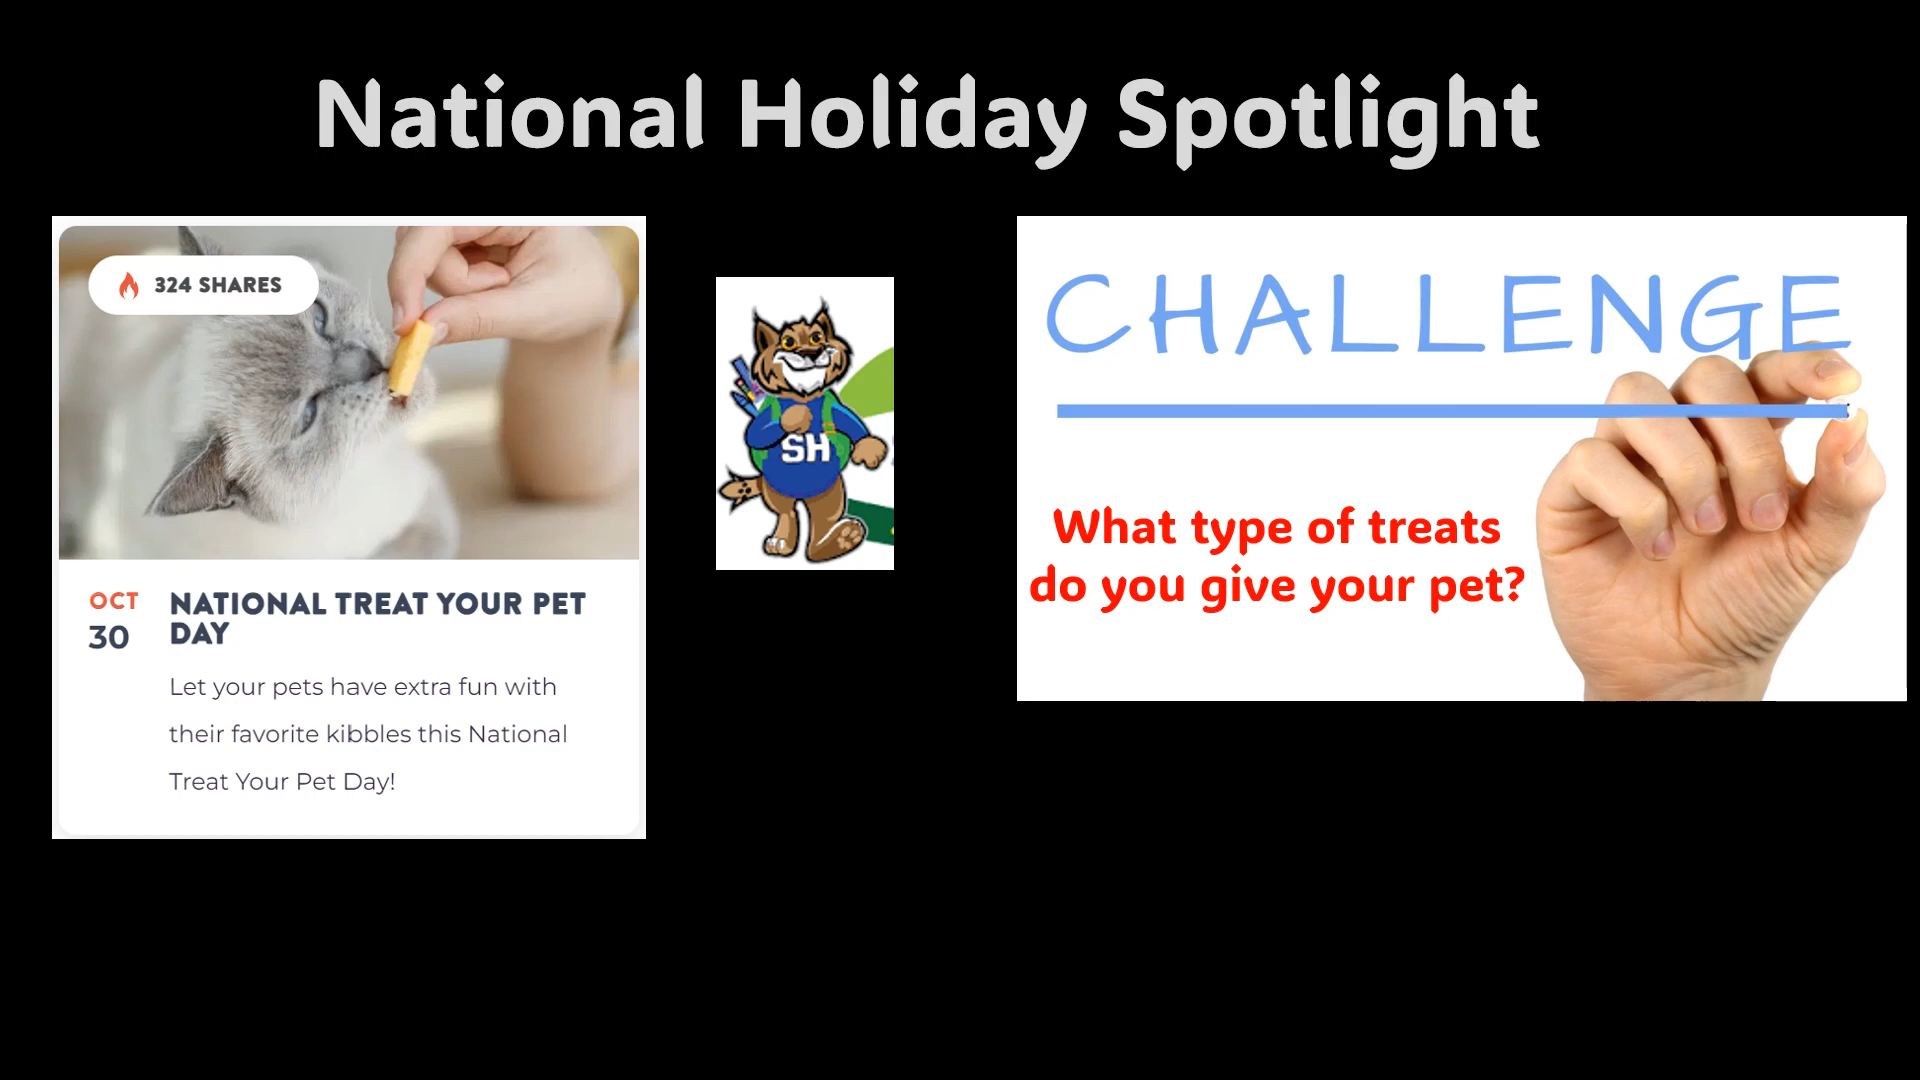 National Holiday Spotlight
324 SHARES
OCT
30
NATIONAL TREAT YOUR PET
DAY
Let your pets have extra fun with
their favorite kibbles this National
Treat Your Pet Day!
SH
CHALLENGE
What type of treats
do you give your pet?